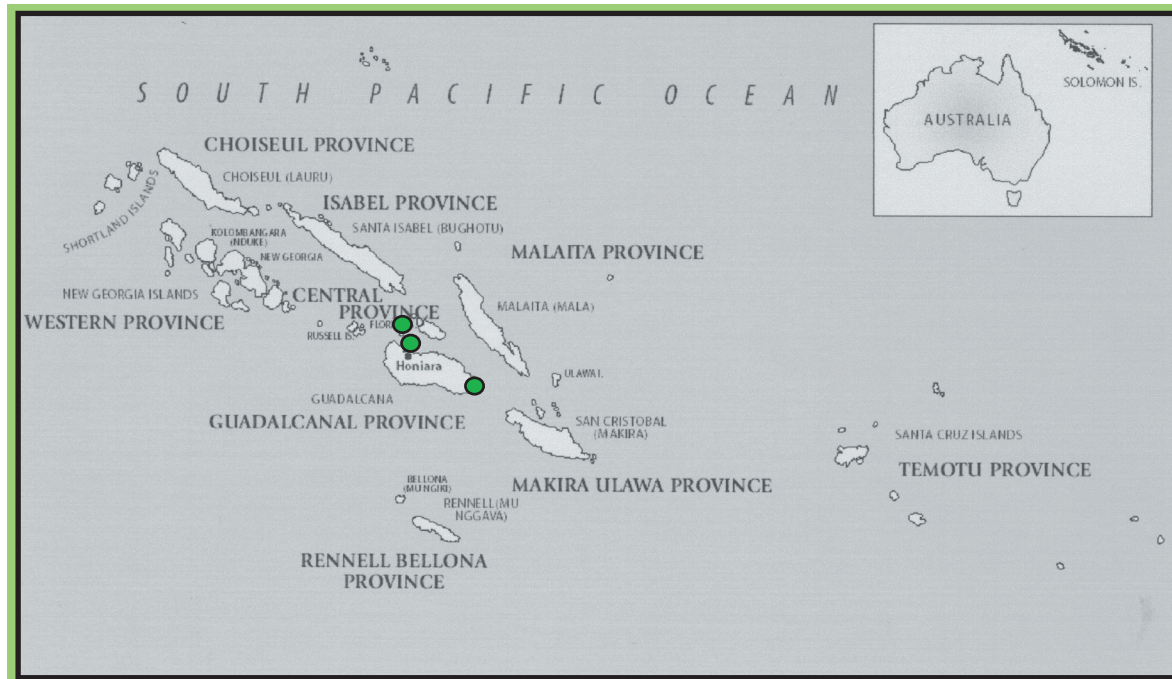 SOUTH PACIFIC OCEAN
SOLOMON IS.
AUSTRALIA
CHOISEUL PROVINCE
CHOISEUL (LAURU)
SHORTLAND ISLANDS
ISABEL PROVINCE
SANTA ISABEL (BUGHOTU)
KOLOMBANGARA
(NDUKE)
NEW GEORGIA
MALAITA PROVINCE
NEW GEORGIA ISLANDS
CENTRAL
PROVINCE
MALAITA (MALA)
WESTERN PROVINCE
RUSSELL IS.
Honiara
ULAWA I.
GUADALCANA
GUADALCANAL PROVINCE
SAN CRISTOBAL
(MAKIRA)
SANTA CRUZ ISLANDS
TEMOTU PROVINCE
BELLONA
(MUNGIKI)
MAKIRA ULAWA PROVINCE
RENNELL (MU
NGGAVA)
RENNELL BELLONA
PROVINCE